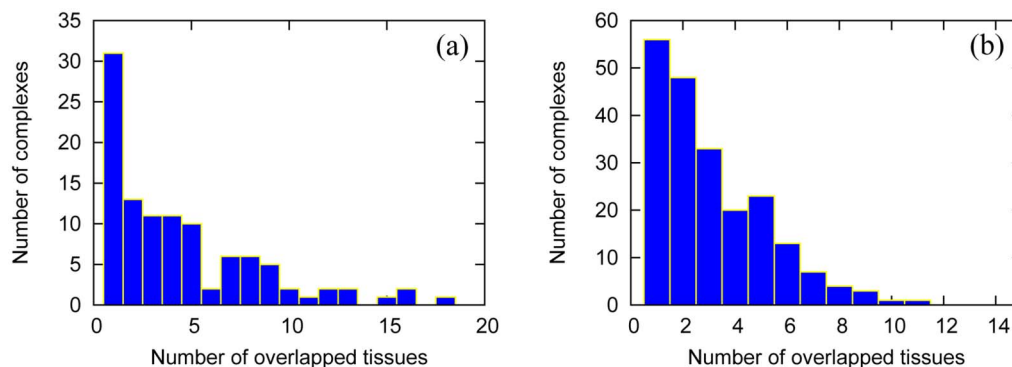 (a)
Number of complexes
35
30
25
20
15
10
5
0
0 5 10 15 20
Number of overlapped tissues
(b)
Number of complexes
60
50
40
30
20
10
0
0 2 4 6 8 10 12 14
Number of overlapped tissues